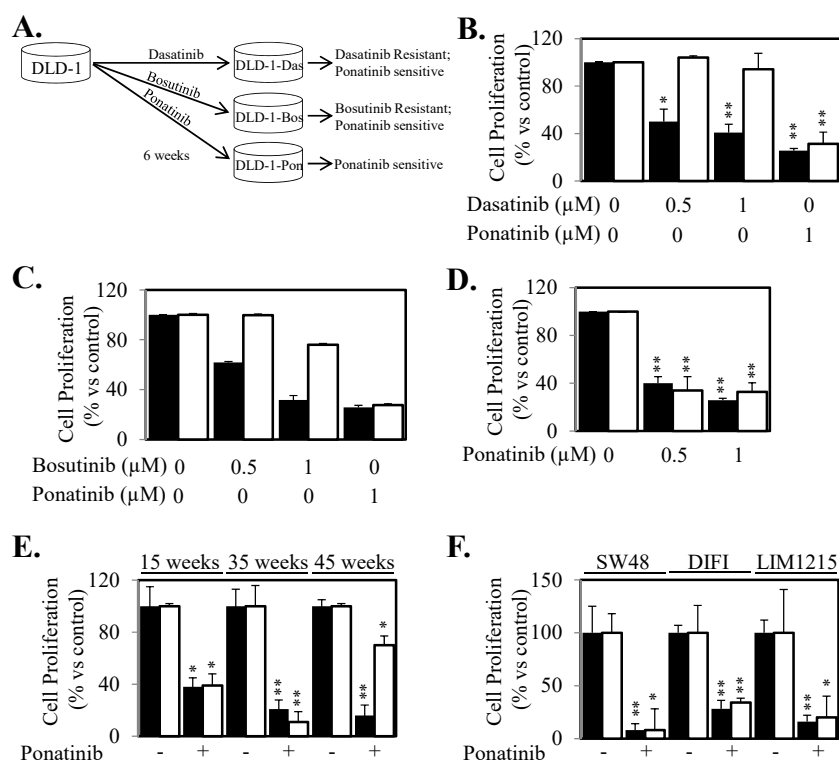 A.
DLD-1
Dasatinib
Bosutinib
Ponatinib
6 weeks
DLD-1-Das
DLD-1-Bos
DLD-1-Pon
Dasatinib Resistant;
Ponatinib sensitive
Bosutinib Resistant;
Ponatinib sensitive
Ponatinib sensitive
B.
Cell Proliferation
(% vs control)
120
80
40
0
* ** ** **
Dasatinib (µM) 0 0.5 1 0
Ponatinib (µM) 0 0 0 1
C.
Cell Proliferation
(% vs control)
120
80
40
0
Bosutinib (µM) 0 0.5 1 0
Ponatinib (µM) 0 0 0 1
D.
Cell Proliferation
(% vs control)
120
80
40
0
** ** ** **
Ponatinib (µM) 0 0.5 1
E.
15 weeks 35 weeks 45 weeks
Cell Proliferation
(% vs control)
120
80
40
0
* * ** ** ** *
Ponatinib - + - + - +
F.
SW48 DIFI LIM1215
Cell Proliferation
(% vs control)
150
100
50
0
** * ** ** ** *
Ponatinib - + - + - +